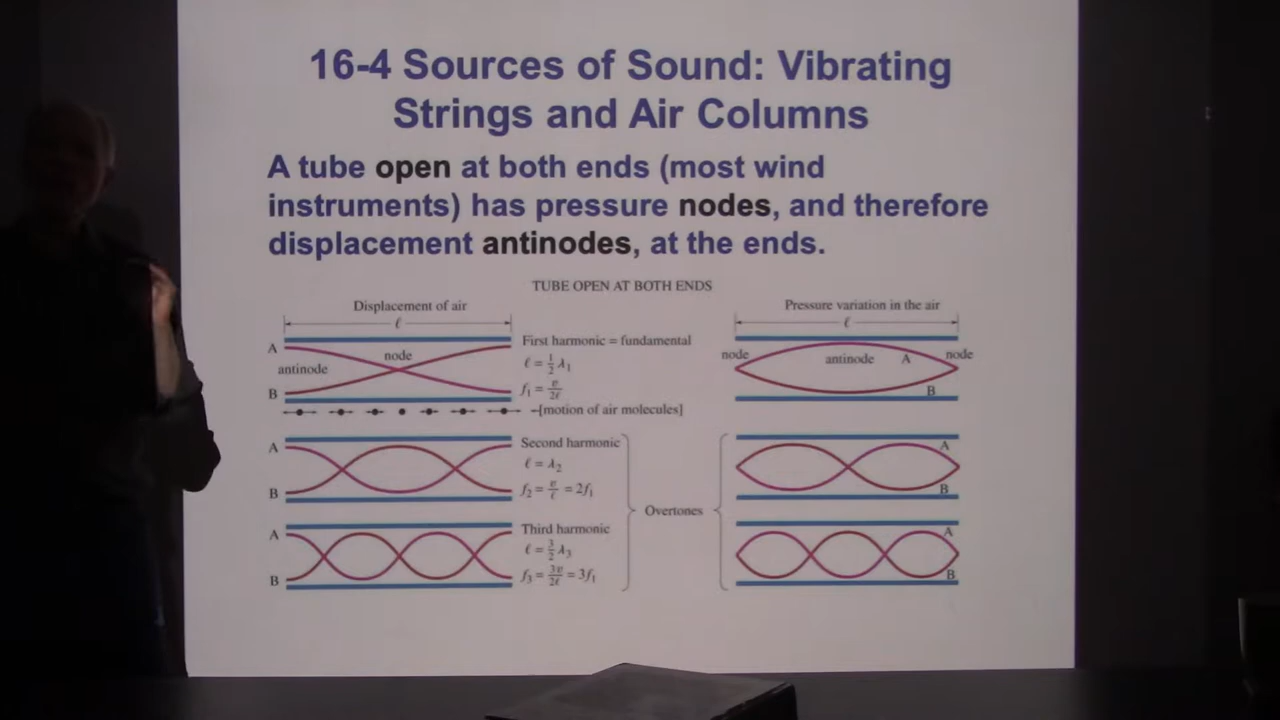 16-4 Sources of Sound: Vibrating
Strings and Air Columns
A tube open at both ends (most wind
instruments) has pressure nodes, and therefore
displacement antinodes, at the ends.
TUBE OPEN AT BOTH ENDS
Displacement of air
ℓ
A
node
antinode
B
First harmonic = fundamental
ℓ = ½ λ₁
f₁ = v/2ℓ
[motion of air molecules]
Pressure variation in the air
ℓ
node
antinode
A
node
B
A
B
Second harmonic
ℓ = λ₂
f₂ = v/ℓ = 2f₁
A
B
Overtones
A
B
Third harmonic
ℓ = 3/2 λ₃
f₃ = 3v/2ℓ = 3f₁
A
B